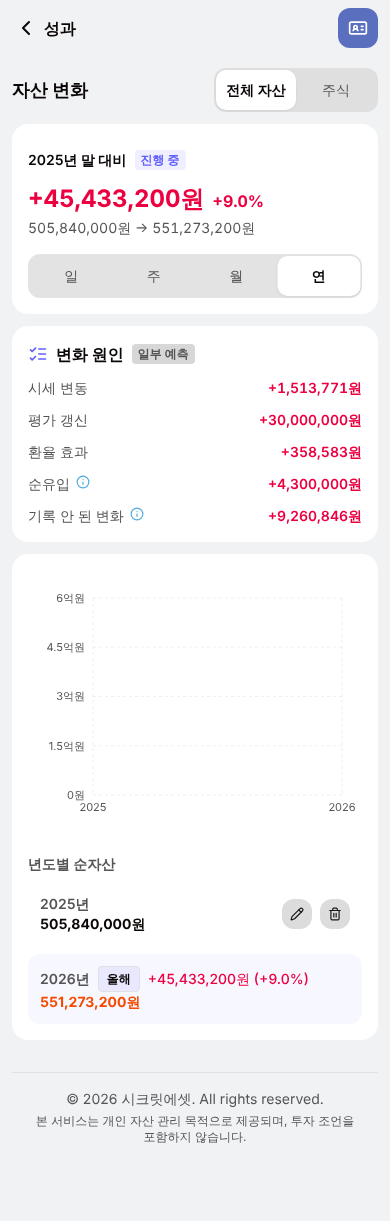 성과
자산 변화
전체 자산 주식
2025년 말 대비 진행 중
+45,433,200원 +9.0%
505,840,000원 → 551,273,200원
일 주 월 연
변화 원인 일부 예측
시세 변동 +1,513,771원
평가 갱신 +30,000,000원
환율 효과 +358,583원
순유입 +4,300,000원
기록 안 된 변화 +9,260,846원
6억원
4.5억원
3억원
1.5억원
0원
2025 2026
년도별 순자산
2025년
505,840,000원
2026년 올해 +45,433,200원 (+9.0%)
551,273,200원
© 2026 시크릿에셋. All rights reserved.
본 서비스는 개인 자산 관리 목적으로 제공되며, 투자 조언을
포함하지 않습니다.